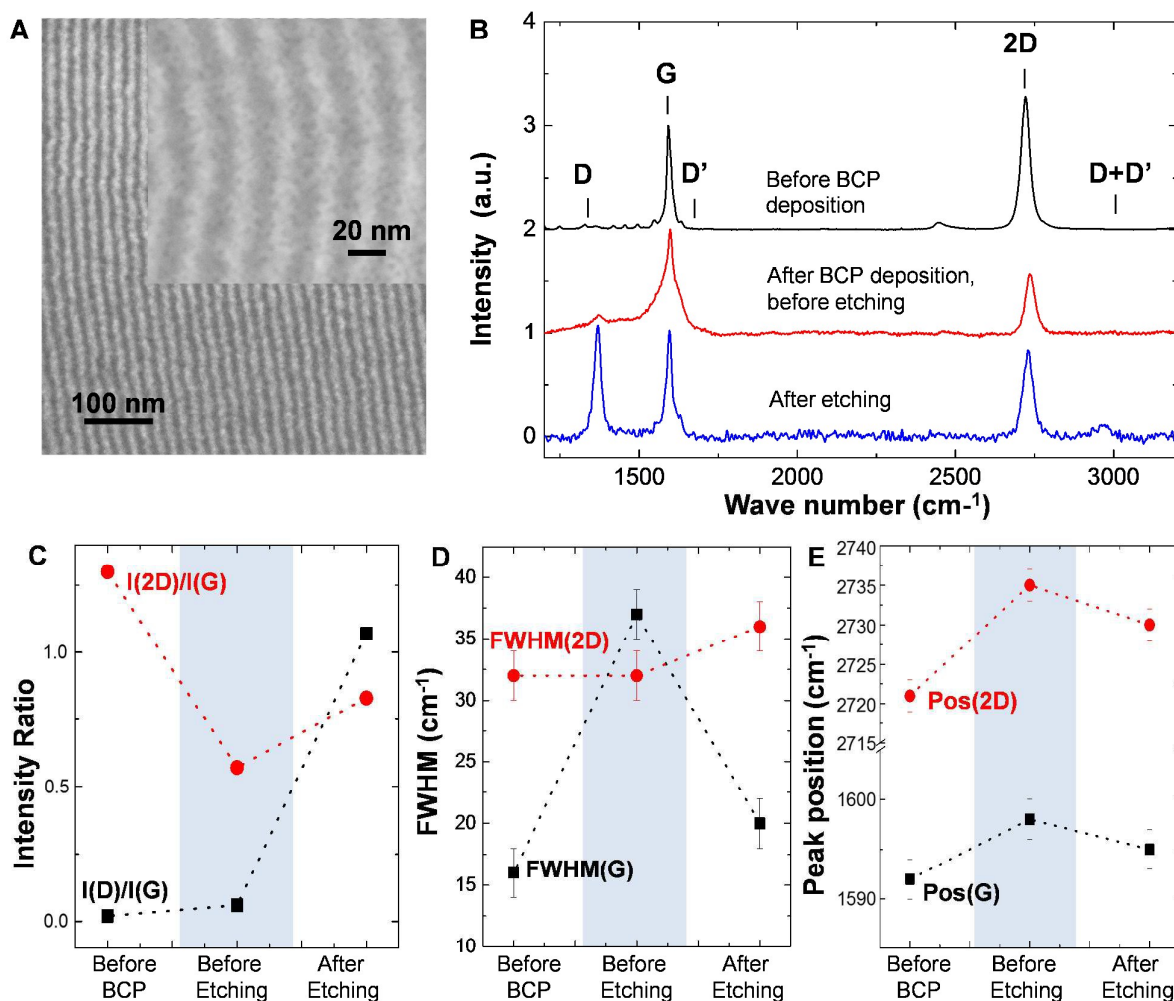 A
20 nm
100 nm
B
4
3
2
1
0
Intensity (a.u.)
D
G
D'
2D
D+D'
Before BCP
deposition
After BCP deposition,
before etching
After etching
1500
2000
2500
3000
Wave number (cm-1)
C
1.0
0.5
0.0
Intensity Ratio
I(2D)/I(G)
I(D)/I(G)
Before
BCP
Before
Etching
After
Etching
D
40
35
30
25
20
15
10
FWHM (cm-1)
FWHM(2D)
FWHM(G)
Before
BCP
Before
Etching
After
Etching
E
2740
2735
2730
2725
2720
2715
1600
1590
Peak position (cm-1)
Pos(2D)
Pos(G)
Before
BCP
Before
Etching
After
Etching